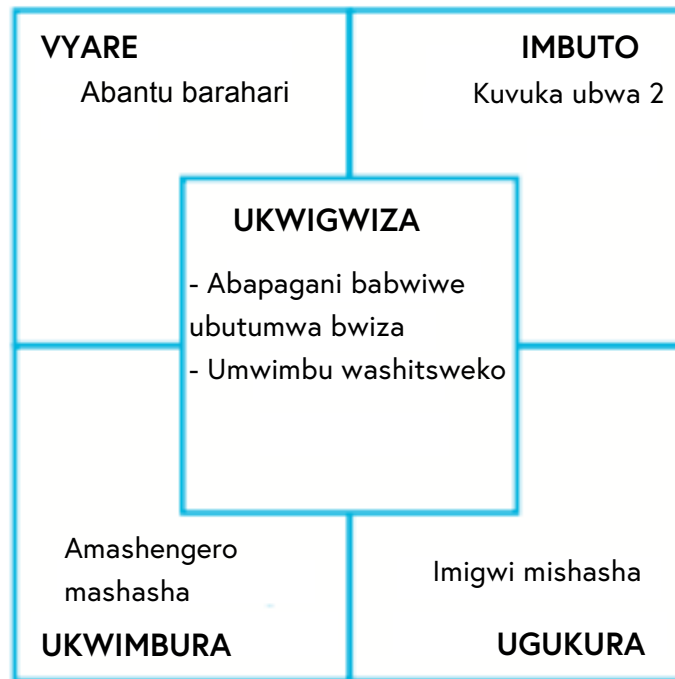 VYARE
Abantu barahari
IMBUTO
Kuvuka ubwa 2
UKWIGWIZA
- Abapagani babwiwe
ubutumwa bwiza
- Umwimbu washitsweko
Amashengero
mashasha
UKWIMBURA
Imigwi mishasha
UGUKURA